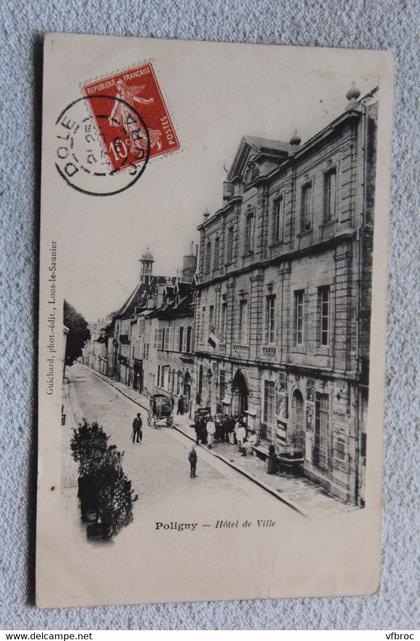 REPUBLIQUE FRANÇAISE
10c
POSTES
DOLE
JURA
Guichard, phot.-édit., Lons-le-Saunier
Poligny — Hôtel de Ville
www.delcampe.net
vfbroc